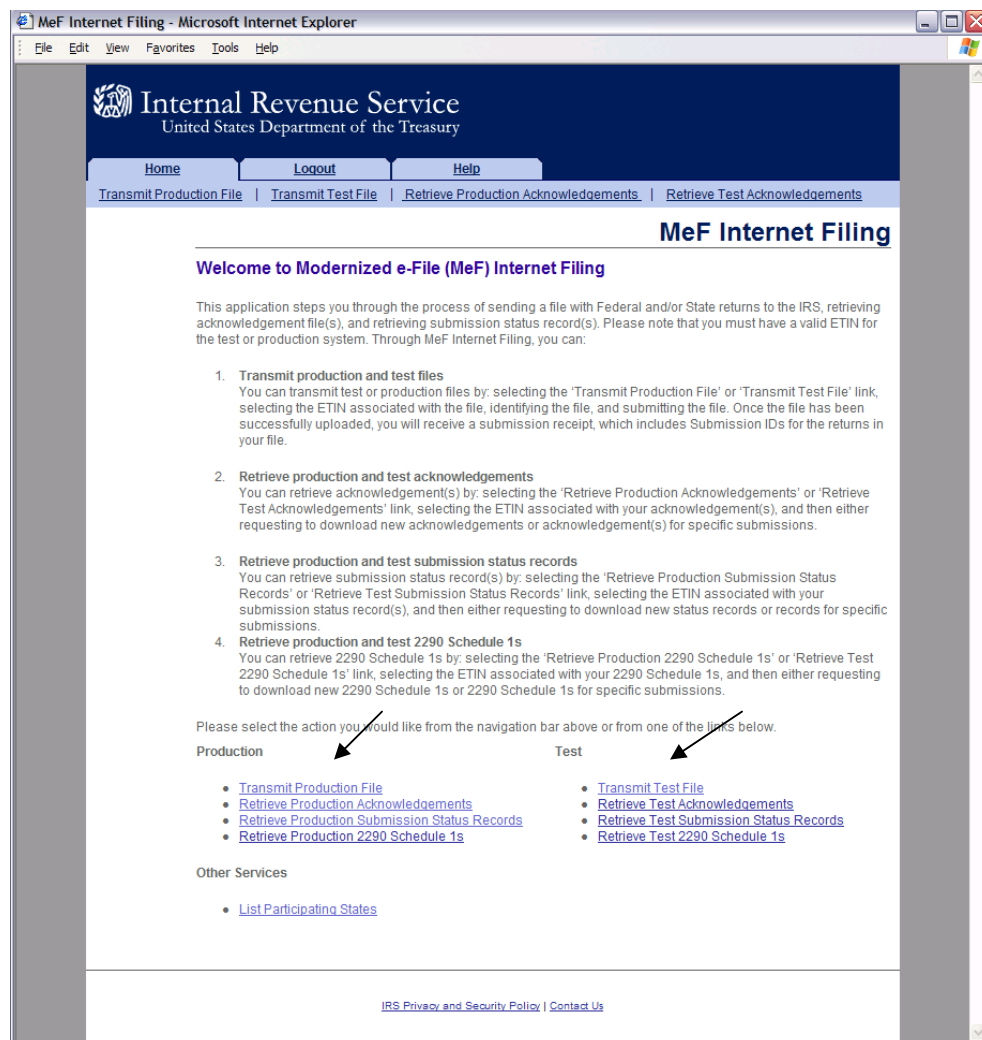 MeF Internet Filing - Microsoft Internet Explorer
File Edit View Favorites Tools Help
Internal Revenue Service
United States Department of the Treasury
Home Logout Help
Transmit Production File | Transmit Test File | Retrieve Production Acknowledgements | Retrieve Test Acknowledgements
MeF Internet Filing
Welcome to Modernized e-File (MeF) Internet Filing
This application steps you through the process of sending a file with Federal and/or State returns to the IRS, retrieving
acknowledgement file(s), and retrieving submission status record(s). Please note that you must have a valid ETIN for
the test or production system. Through MeF Internet Filing, you can:
1. Transmit production and test files
You can transmit test or production files by: selecting the 'Transmit Production File' or 'Transmit Test File' link,
selecting the ETIN associated with the file, identifying the file, and submitting the file. Once the file has been
successfully uploaded, you will receive a submission receipt, which includes Submission IDs for the returns in
your file.
2. Retrieve production and test acknowledgements
You can retrieve acknowledgement(s) by: selecting the 'Retrieve Production Acknowledgements' or 'Retrieve
Test Acknowledgements' link, selecting the ETIN associated with your acknowledgement(s), and then either
requesting to download new acknowledgements or acknowledgement(s) for specific submissions.
3. Retrieve production and test submission status records
You can retrieve submission status record(s) by: selecting the 'Retrieve Production Submission Status
Records' or 'Retrieve Test Submission Status Records' link, selecting the ETIN associated with your
submission status record(s), and then either requesting to download new status records or records for specific
submissions.
4. Retrieve production and test 2290 Schedule 1s
You can retrieve 2290 Schedule 1s by: selecting the 'Retrieve Production 2290 Schedule 1s' or 'Retrieve Test
2290 Schedule 1s' link, selecting the ETIN associated with your 2290 Schedule 1s, and then either requesting
to download new 2290 Schedule 1s or 2290 Schedule 1s for specific submissions.
Please select the action you would like from the navigation bar above or from one of the links below.
Production Test
• Transmit Production File • Transmit Test File
• Retrieve Production Acknowledgements • Retrieve Test Acknowledgements
• Retrieve Production Submission Status Records • Retrieve Test Submission Status Records
• Retrieve Production 2290 Schedule 1s • Retrieve Test 2290 Schedule 1s
Other Services
• List Participating States
IRS Privacy and Security Policy | Contact Us